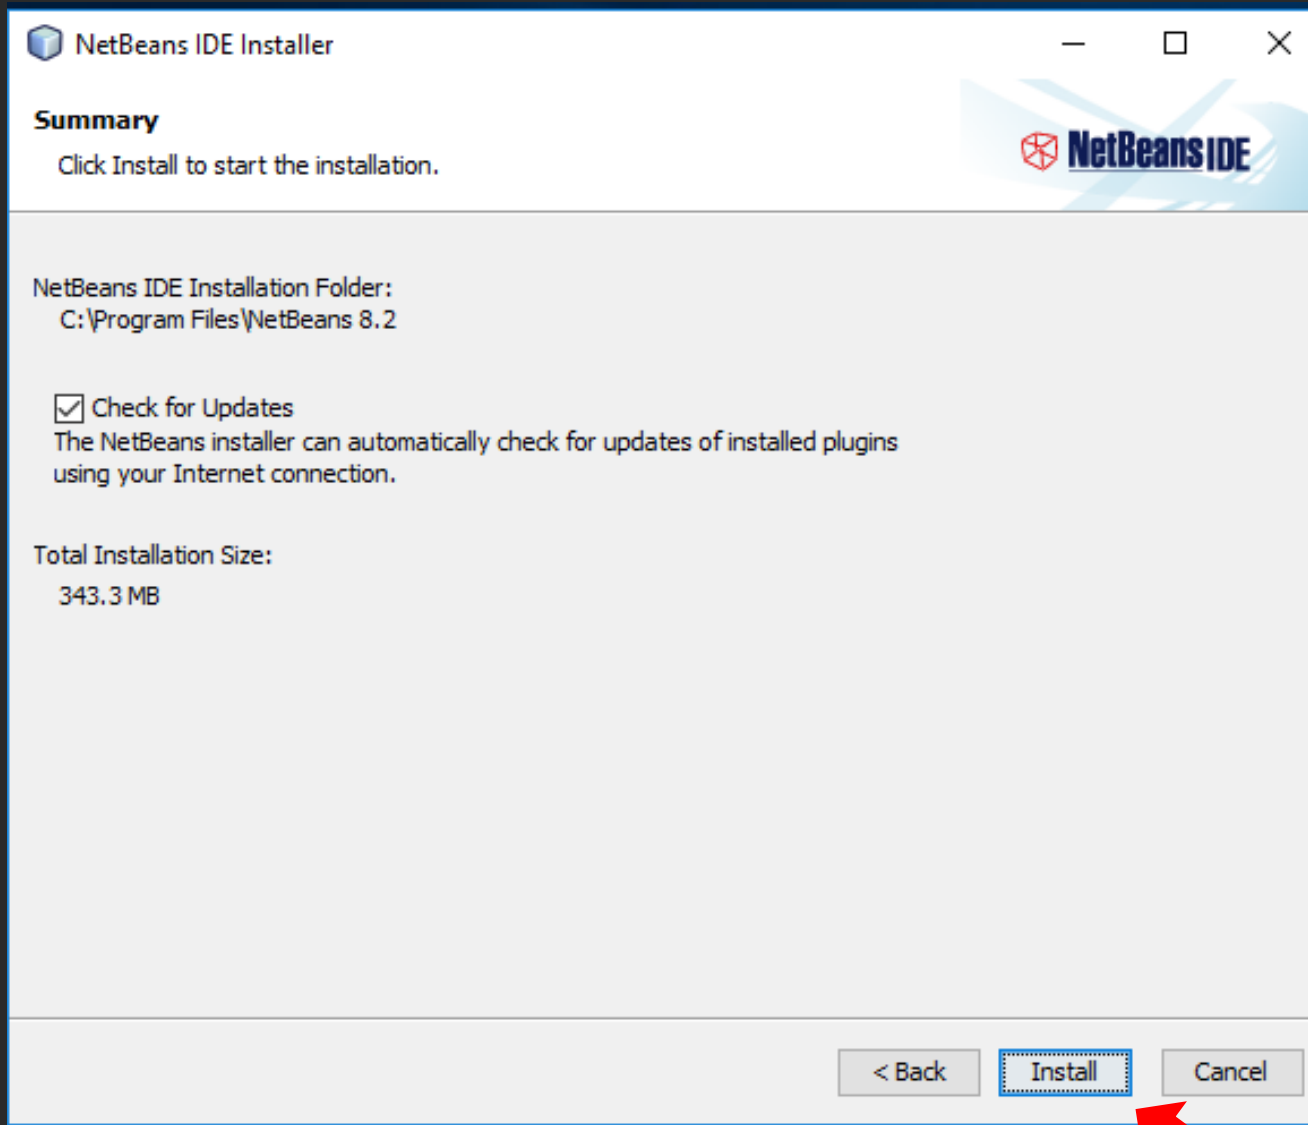 NetBeans IDE Installer
Summary
Click Install to start the installation.
NetBeans IDE
NetBeans IDE Installation Folder:
C:\Program Files\NetBeans 8.2
Check for Updates
The NetBeans installer can automatically check for updates of installed plugins
using your Internet connection.
Total Installation Size:
343.3 MB
< Back Install Cancel